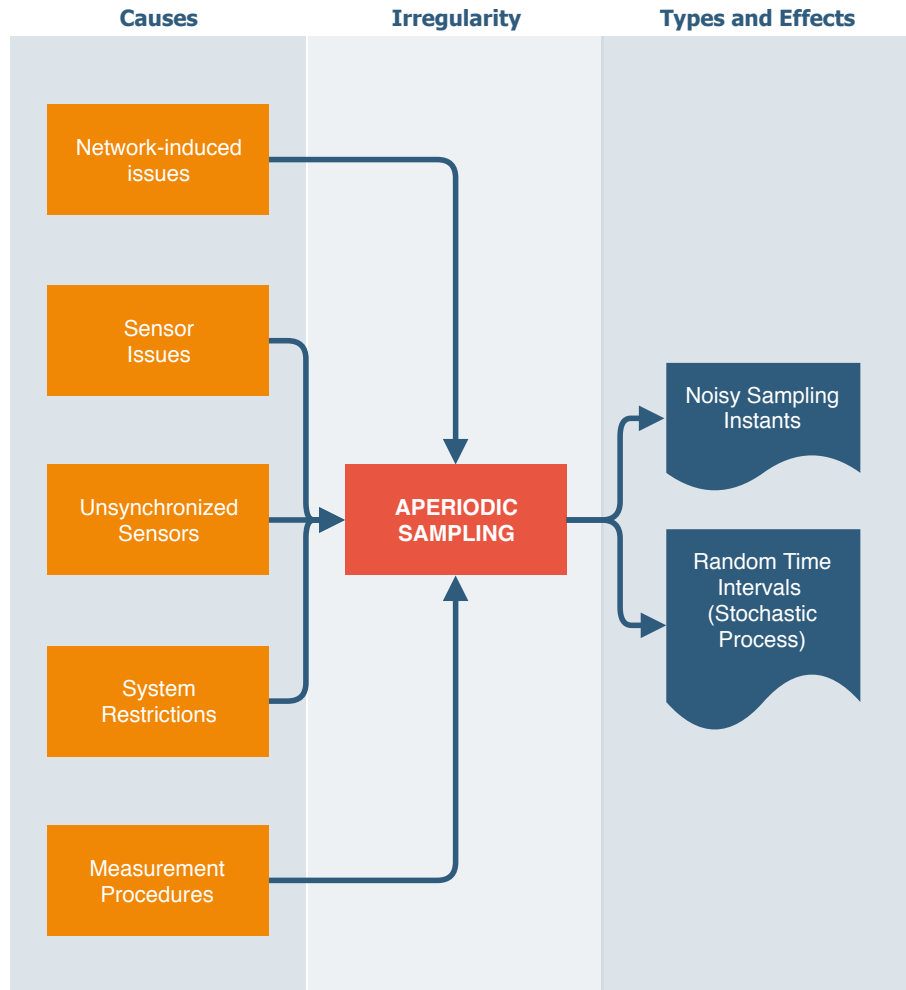 Causes
Irregularity
Types and Effects
Network-induced
issues
Sensor
Issues
Unsynchronized
Sensors
System
Restrictions
Measurement
Procedures
APERIODIC
SAMPLING
Noisy Sampling
Instants
Random Time
Intervals
(Stochastic
Process)